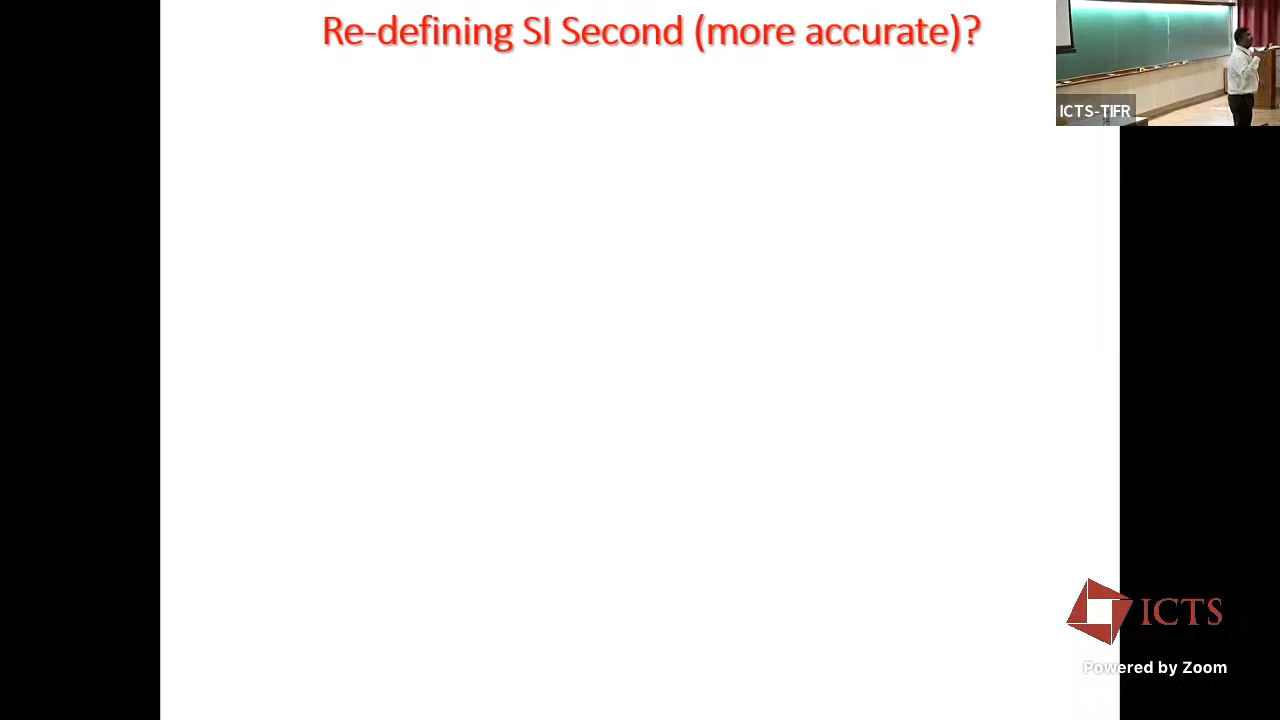 Re-defining SI Second (more accurate)?
ICTS-TIFR
ICTS
Powered by Zoom